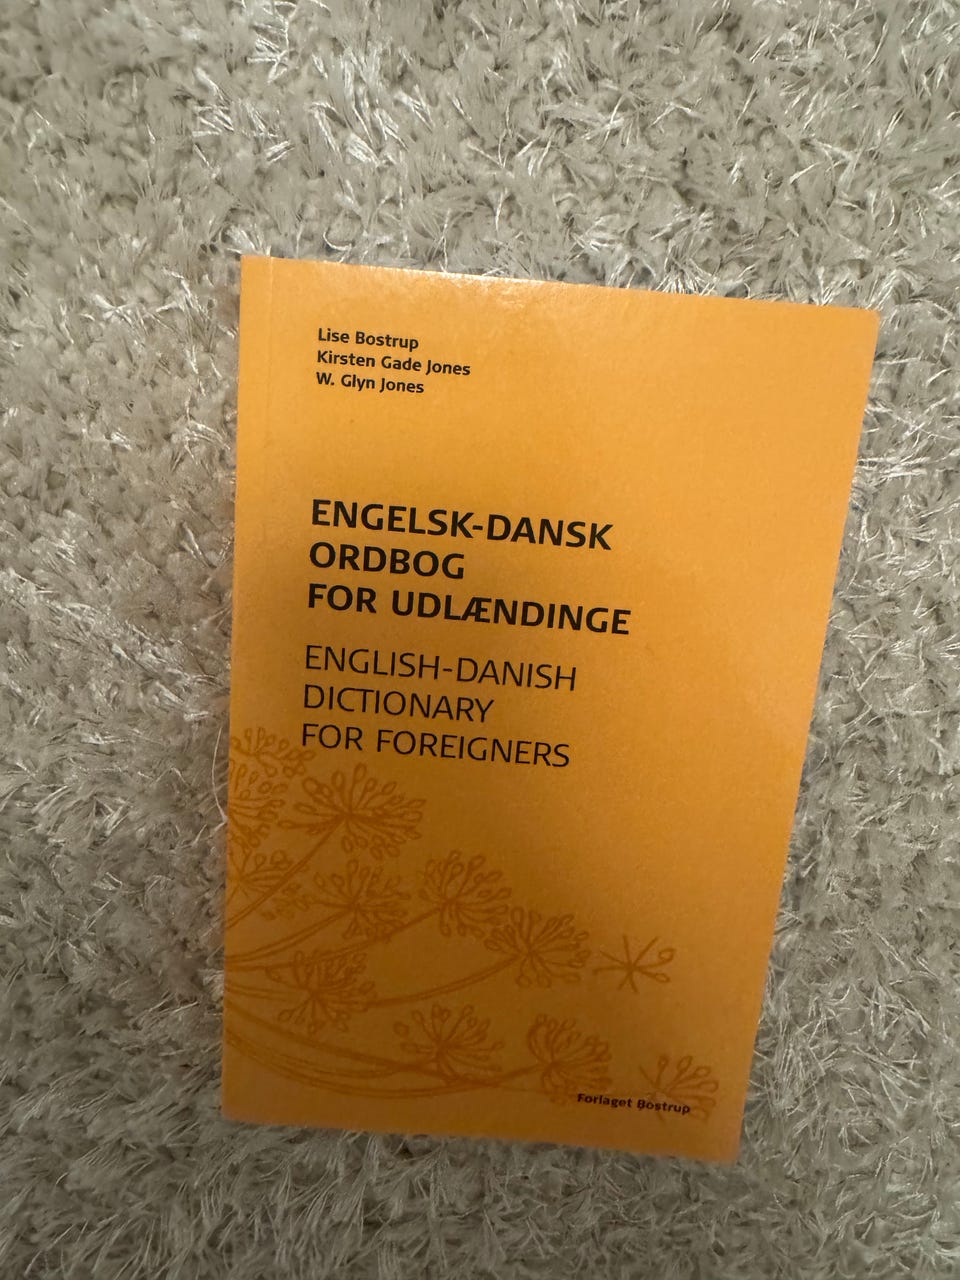 Lise Bostrup
Kirsten Gade Jones
W. Glyn Jones
ENGELSK-DANSK
ORDBOG
FOR UDLÆNDINGE
ENGLISH-DANISH
DICTIONARY
FOR FOREIGNERS
Forlaget Bostrup